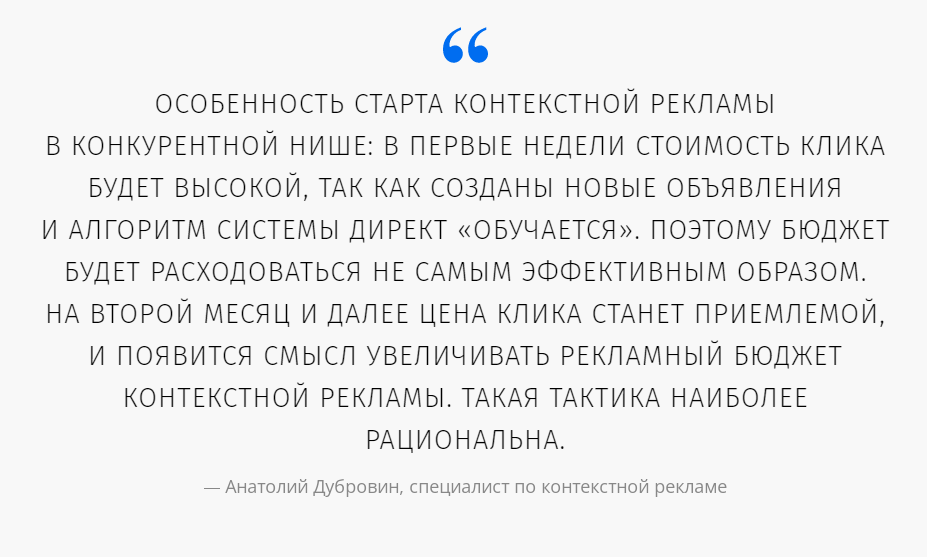 “
ОСОБЕННОСТЬ СТАРТА КОНТЕКСТНОЙ РЕКЛАМЫ
В КОНКУРЕНТНОЙ НИШЕ: В ПЕРВЫЕ НЕДЕЛИ СТОИМОСТЬ КЛИКА
БУДЕТ ВЫСОКОЙ, ТАК КАК СОЗДАНЫ НОВЫЕ ОБЪЯВЛЕНИЯ
И АЛГОРИТМ СИСТЕМЫ ДИРЕКТ «ОБУЧАЕТСЯ». ПОЭТОМУ БЮДЖЕТ
БУДЕТ РАСХОДОВАТЬСЯ НЕ САМЫМ ЭФФЕКТИВНЫМ ОБРАЗОМ.
НА ВТОРОЙ МЕСЯЦ И ДАЛЕЕ ЦЕНА КЛИКА СТАНЕТ ПРИЕМЛЕМОЙ,
И ПОЯВИТСЯ СМЫСЛ УВЕЛИЧИВАТЬ РЕКЛАМНЫЙ БЮДЖЕТ
КОНТЕКСТНОЙ РЕКЛАМЫ. ТАКАЯ ТАКТИКА НАИБОЛЕЕ
РАЦИОНАЛЬНА.
— Анатолий Дубровин, специалист по контекстной рекламе